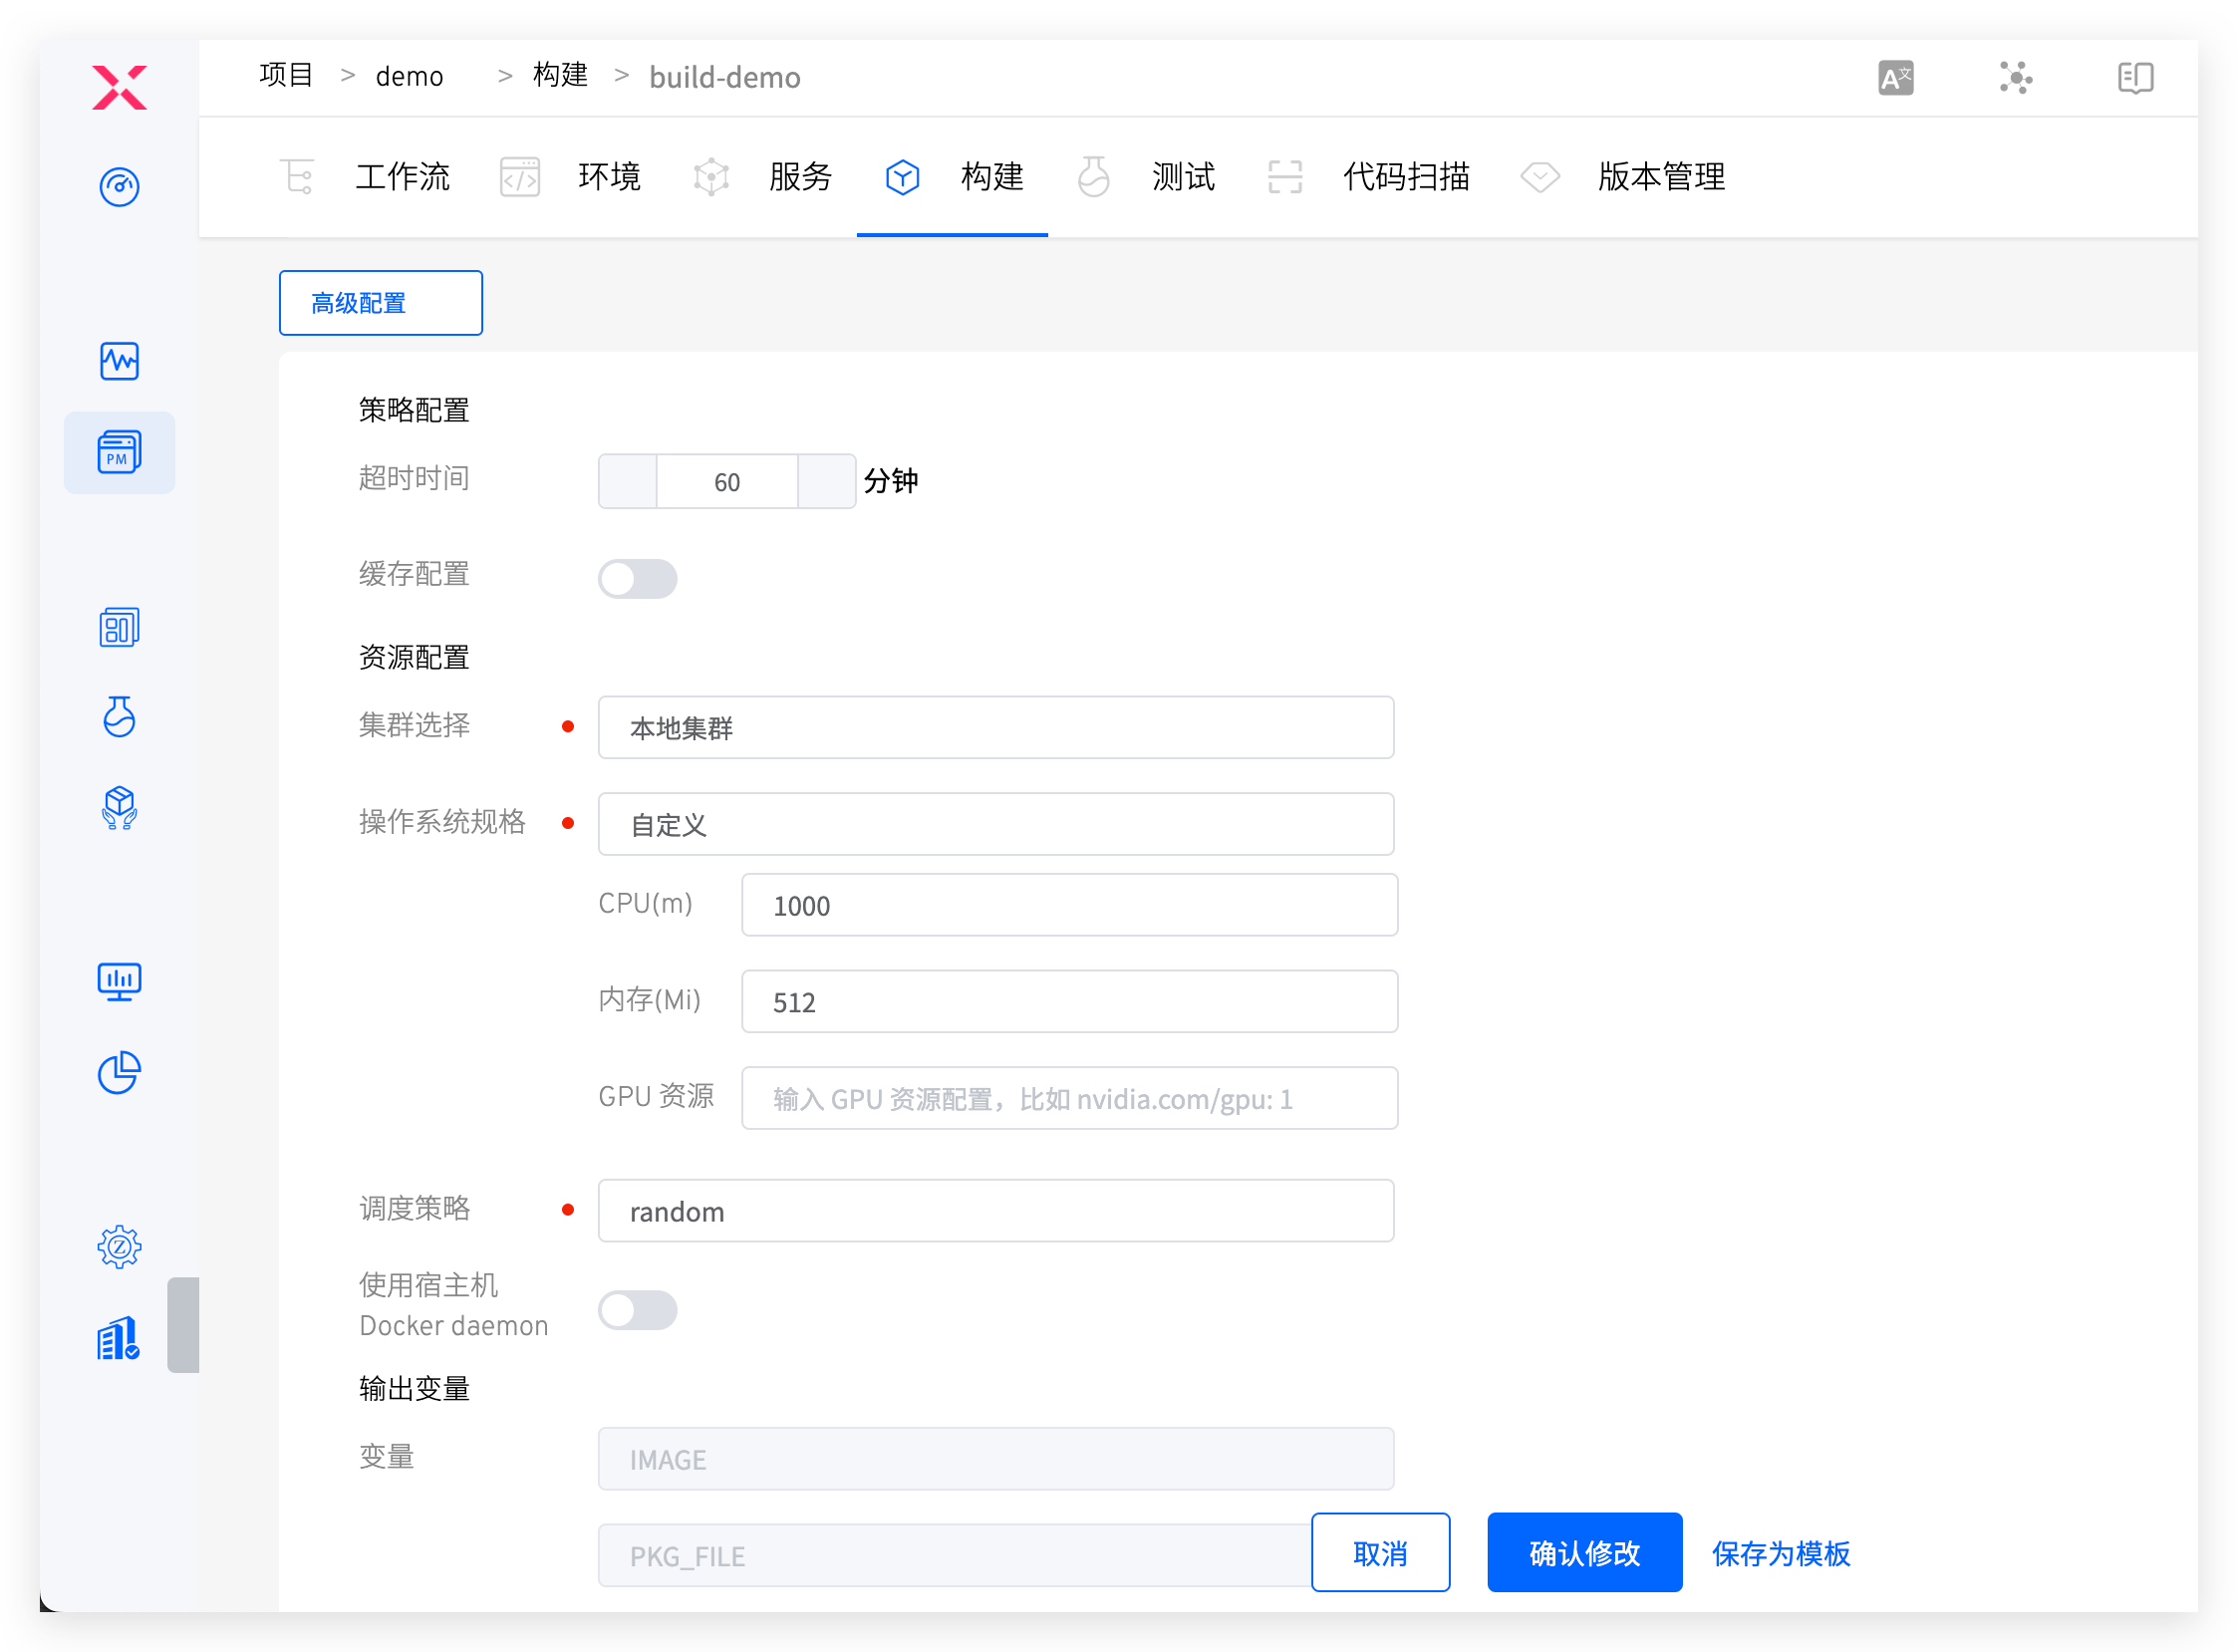 项目 > demo > 构建 > build-demo
工作流 环境 服务 构建 测试 代码扫描 版本管理
高级配置
策略配置
超时时间 60 分钟
缓存配置
资源配置
集群选择 本地集群
操作系统规格 自定义
CPU(m) 1000
内存(Mi) 512
GPU 资源 输入 GPU 资源配置，比如 nvidia.com/gpu: 1
调度策略 random
使用宿主机
Docker daemon
输出变量
变量 IMAGE
PKG_FILE 取消 确认修改 保存为模板
PM